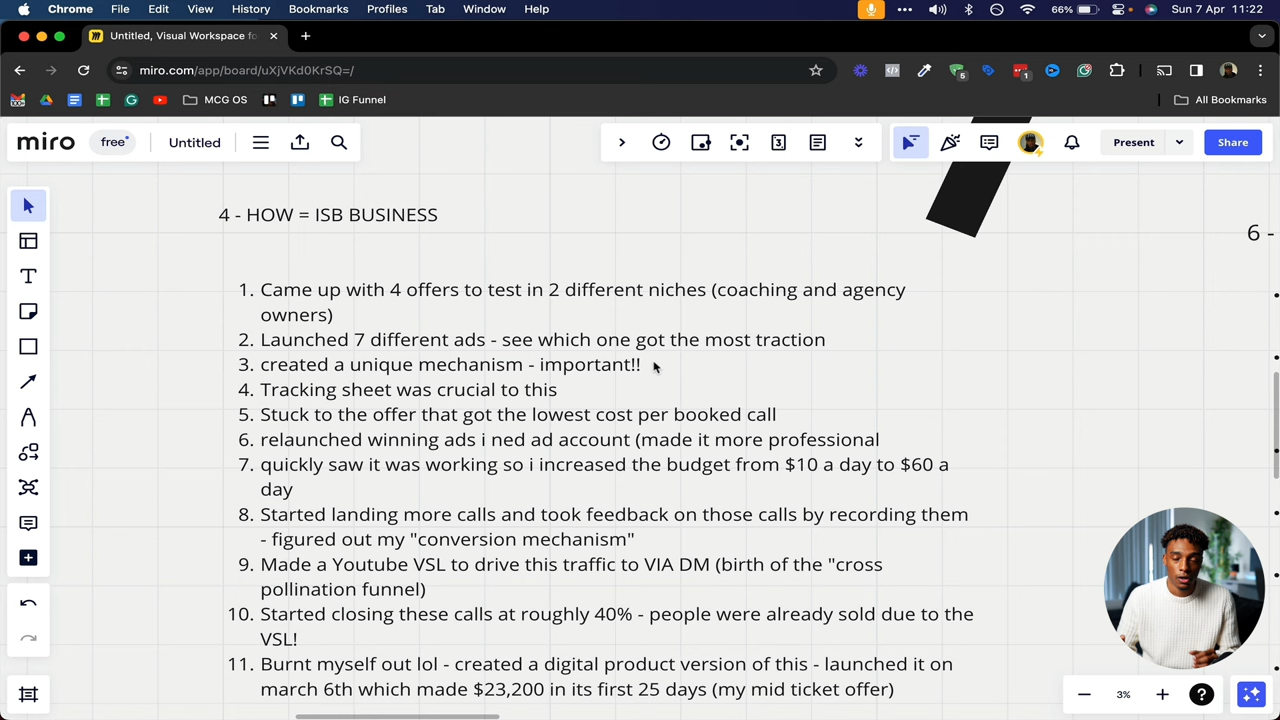 Chrome File Edit View History Bookmarks Profiles Tab Window Help 66% Sun 7 Apr 11:22
Untitled, Visual Workspace fo
miro.com/app/board/uXjVKd0KrSQ=/ 5 1
MCG OS IG Funnel All Bookmarks
miro free Untitled 3 Present Share
4 - HOW = ISB BUSINESS
6 -
1. Came up with 4 offers to test in 2 different niches (coaching and agency
owners)
2. Launched 7 different ads - see which one got the most traction
3. created a unique mechanism - important!!
4. Tracking sheet was crucial to this
5. Stuck to the offer that got the lowest cost per booked call
6. relaunched winning ads i ned ad account (made it more professional
7. quickly saw it was working so i increased the budget from $10 a day to $60 a
day
8. Started landing more calls and took feedback on those calls by recording them
- figured out my "conversion mechanism"
9. Made a Youtube VSL to drive this traffic to VIA DM (birth of the "cross
pollination funnel)
10. Started closing these calls at roughly 40% - people were already sold due to the
VSL!
11. Burnt myself out lol - created a digital product version of this - launched it on
march 6th which made $23,200 in its first 25 days (my mid ticket offer)
3% ?